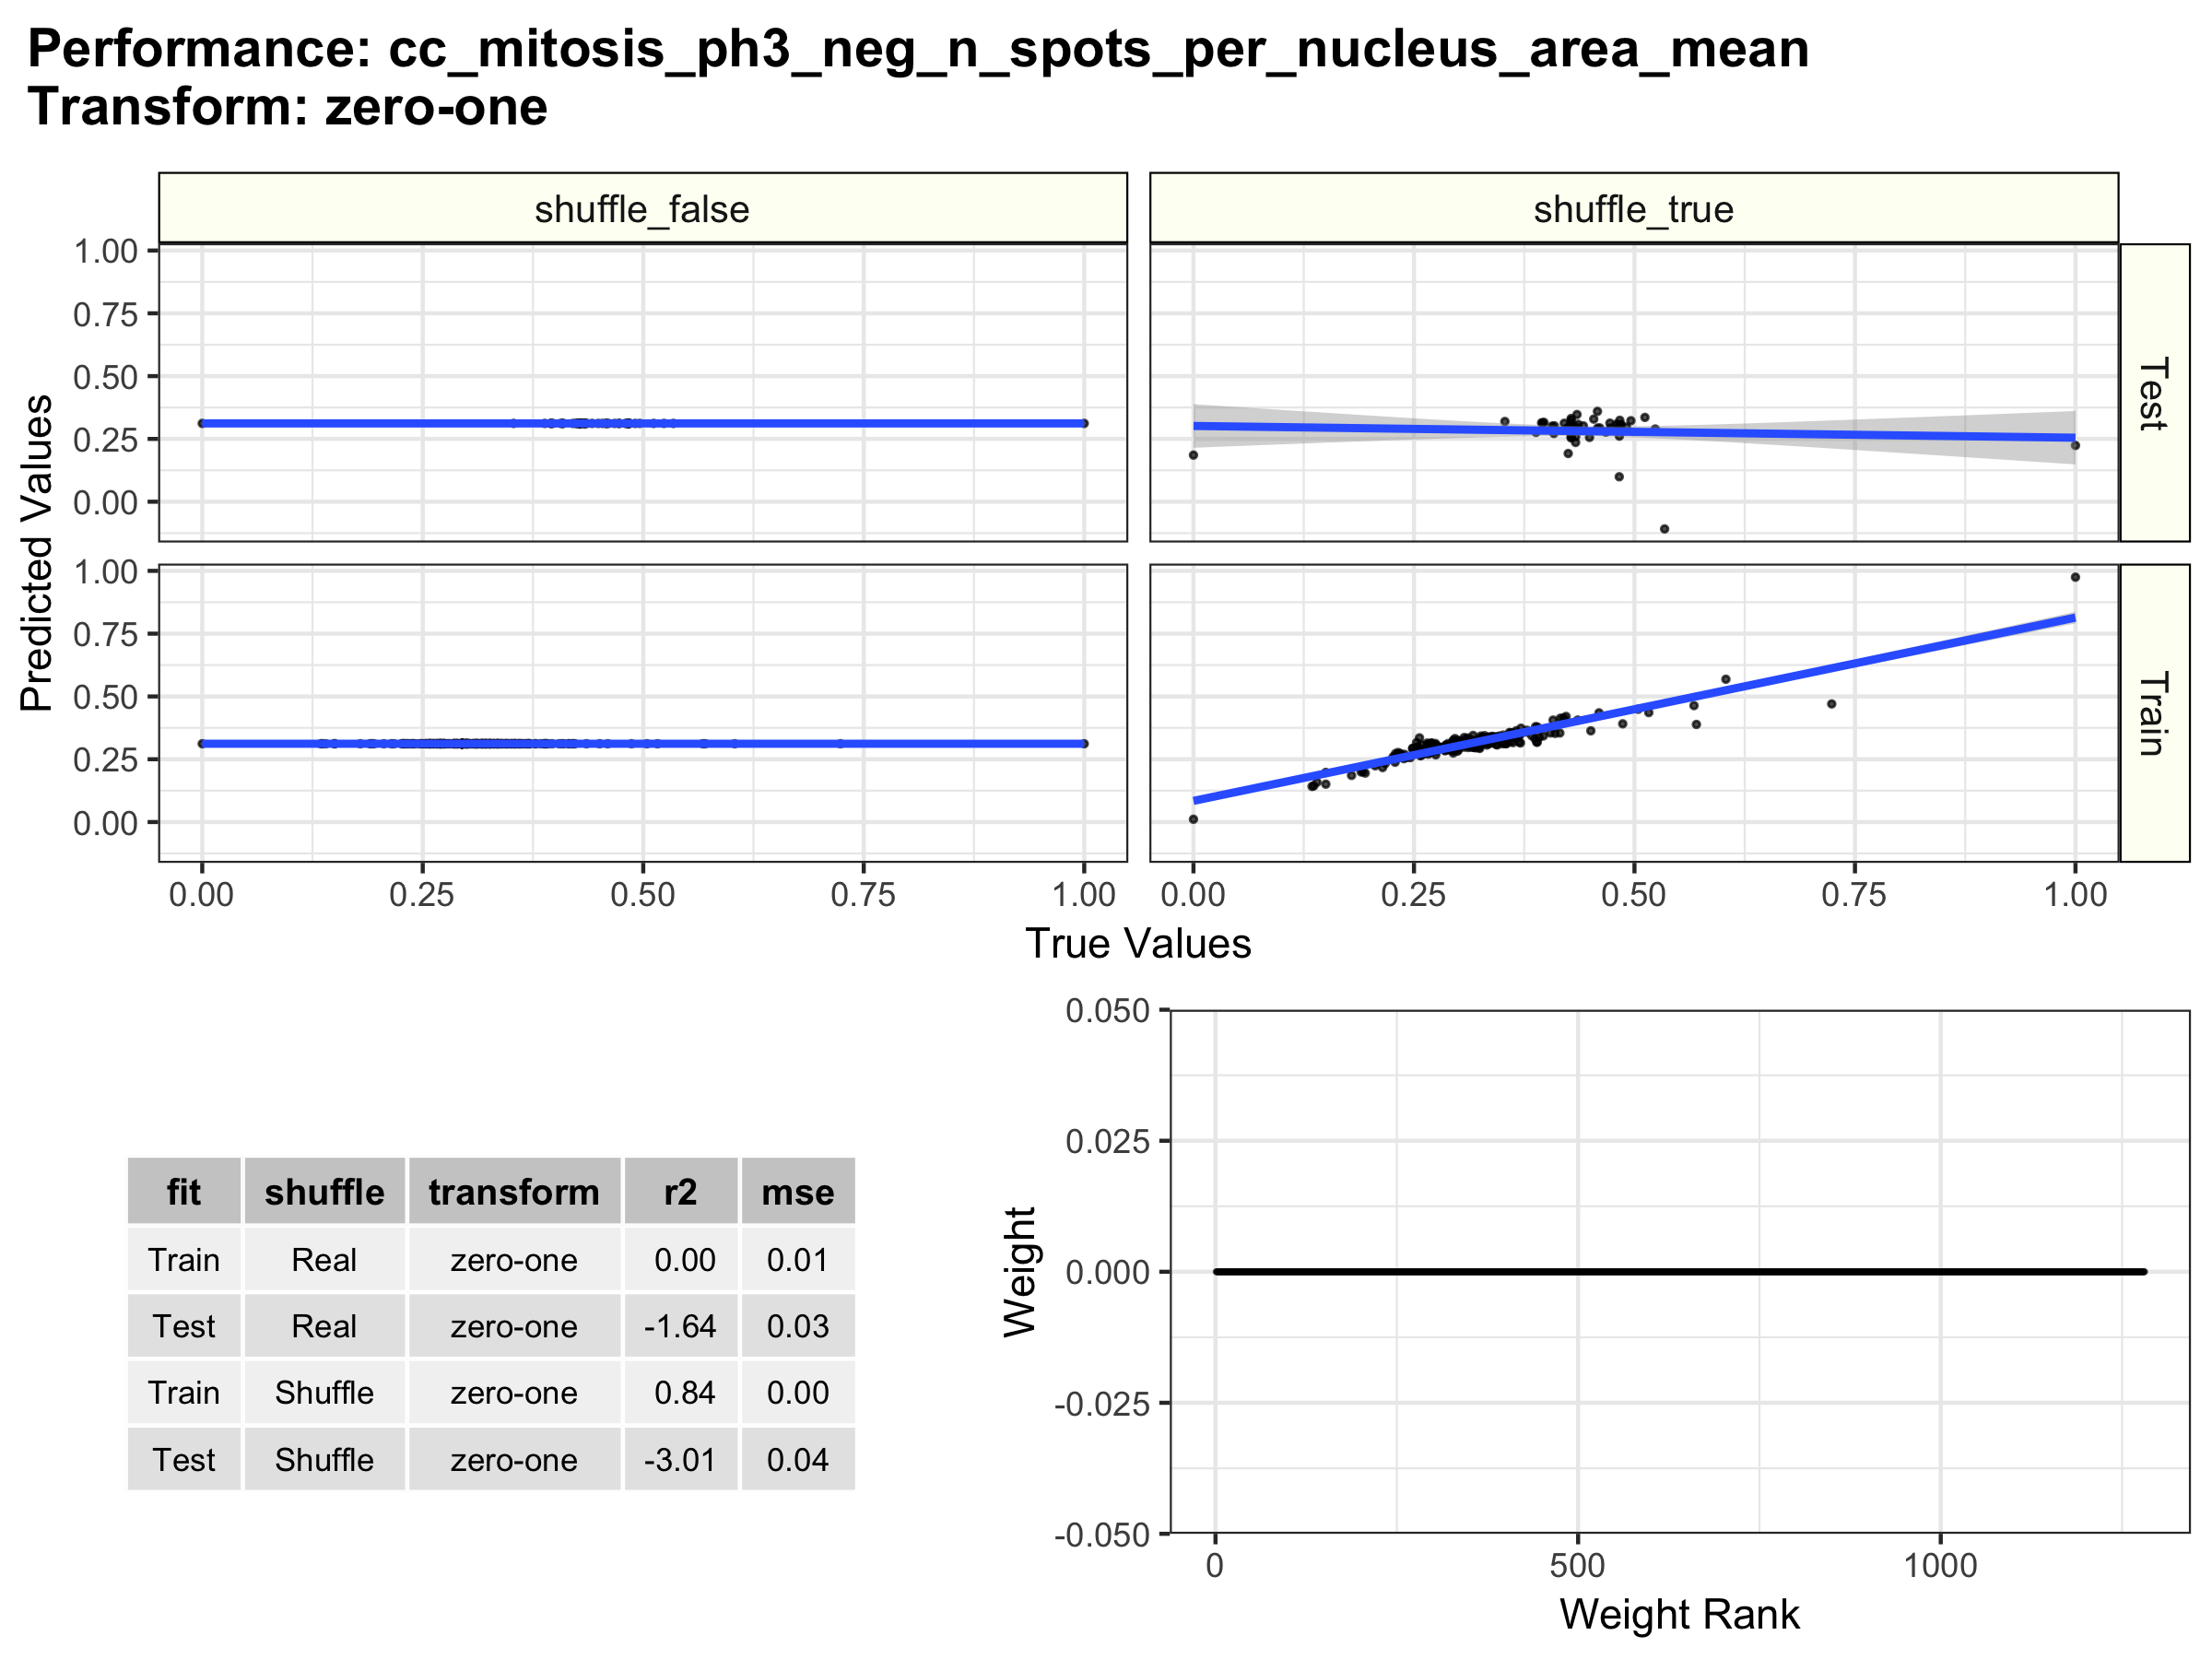 Performance: cc_mitosis_ph3_neg_n_spots_per_nucleus_area_mean
Transform: zero-one
shuffle_false
shuffle_true
1.00
0.75
0.50
0.25
0.00
Test
Predicted Values
1.00
0.75
0.50
0.25
0.00
Train
0.00 0.25 0.50 0.75 1.00 0.00 0.25 0.50 0.75 1.00
True Values
fit shuffle transform r2 mse
Train Real zero-one 0.00 0.01
Test Real zero-one -1.64 0.03
Train Shuffle zero-one 0.84 0.00
Test Shuffle zero-one -3.01 0.04
0.050
0.025
0.000
-0.025
-0.050
Weight
0 500 1000
Weight Rank